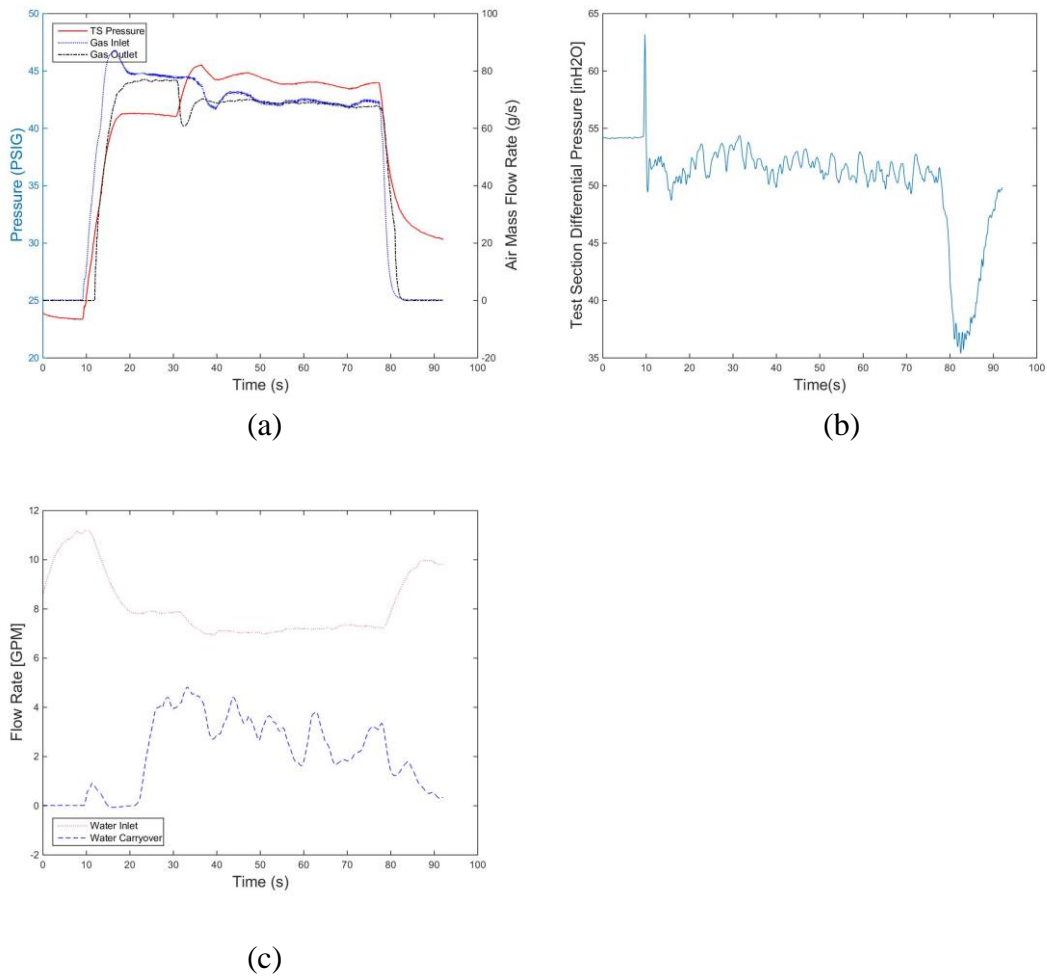 50
45
40
35
30
25
20
Pressure (PSIG)
TS Pressure
Gas Inlet
Gas Outlet
100
80
60
40
20
0
-20
Air Mass Flow Rate (g/s)
0 10 20 30 40 50 60 70 80 90 100
Time (s)
(a)
65
60
55
50
45
40
35
Test Section Differential Pressure [inH2O]
0 10 20 30 40 50 60 70 80 90 100
Time(s)
(b)
12
10
8
6
4
2
0
-2
Flow Rate [GPM]
Water Inlet
Water Carryover
0 10 20 30 40 50 60 70 80 90 100
Time (s)
(c)